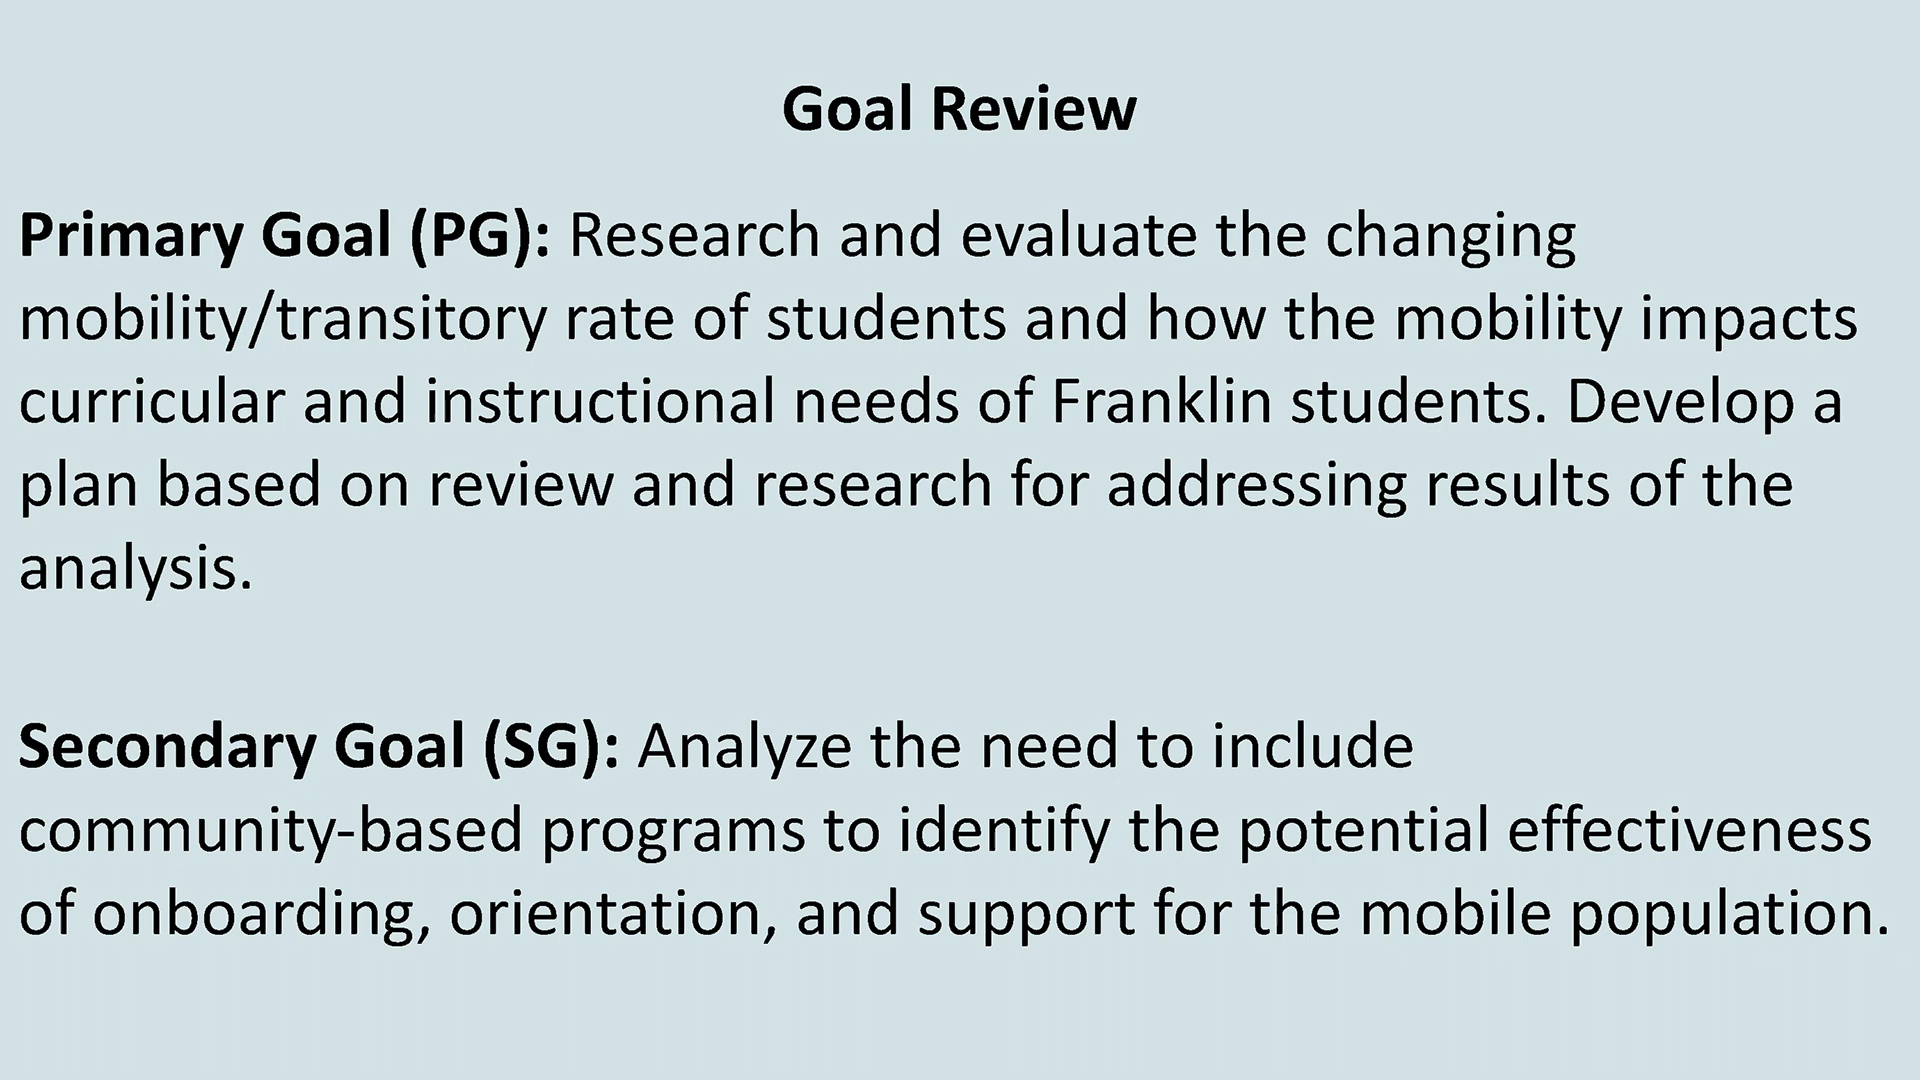 Goal Review
Primary Goal (PG): Research and evaluate the changing
mobility/transitory rate of students and how the mobility impacts
curricular and instructional needs of Franklin students. Develop a
plan based on review and research for addressing results of the
analysis.
Secondary Goal (SG): Analyze the need to include
community-based programs to identify the potential effectiveness
of onboarding, orientation, and support for the mobile population.